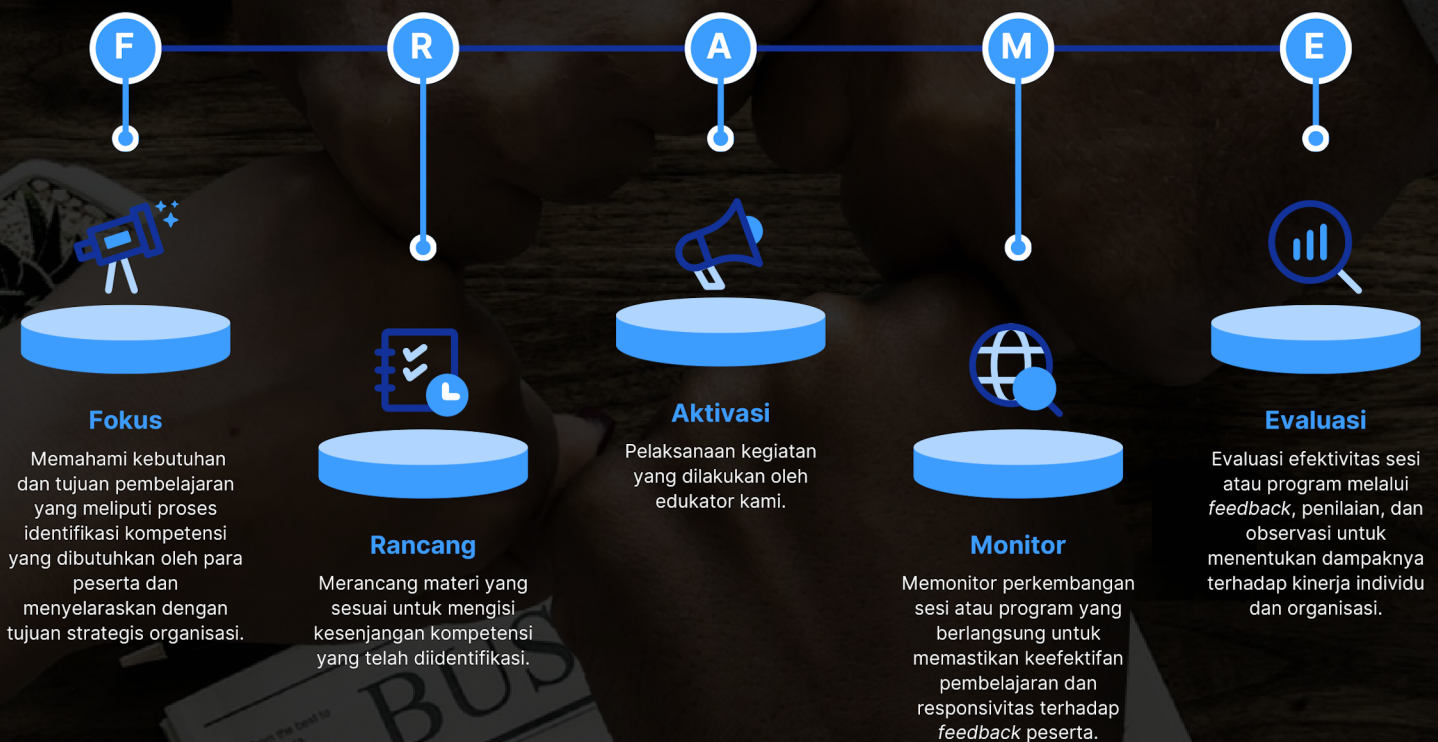 F
R
A
M
E
Fokus
Memahami kebutuhan
dan tujuan pembelajaran
yang meliputi proses
identifikasi kompetensi
yang dibutuhkan oleh para
peserta dan
menyelaraskan dengan
tujuan strategis organisasi.
Rancang
Merancang materi yang
sesuai untuk mengisi
kesenjangan kompetensi
yang telah diidentifikasi.
Aktivasi
Pelaksanaan kegiatan
yang dilakukan oleh
edukator kami.
Monitor
Memonitor perkembangan
sesi atau program yang
berlangsung untuk
memastikan keefektifan
pembelajaran dan
responsivitas terhadap
feedback peserta.
Evaluasi
Evaluasi efektivitas sesi
atau program melalui
feedback, penilaian, dan
observasi untuk
menentukan dampaknya
terhadap kinerja individu
dan organisasi.
BUS
the best to